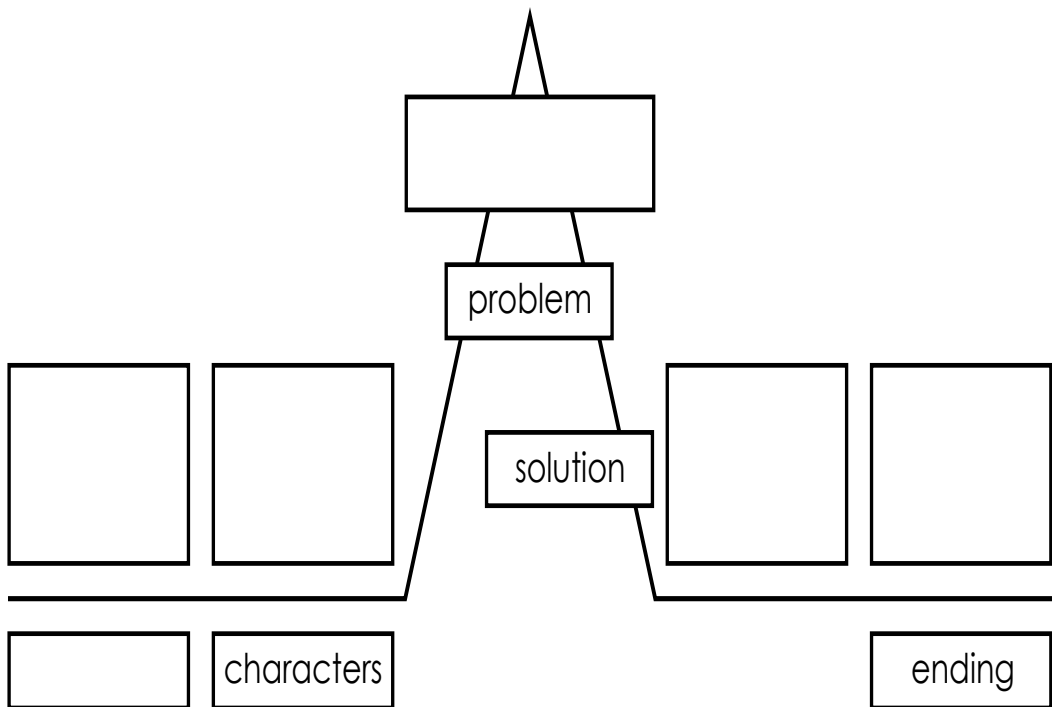 problem
solution
characters
ending